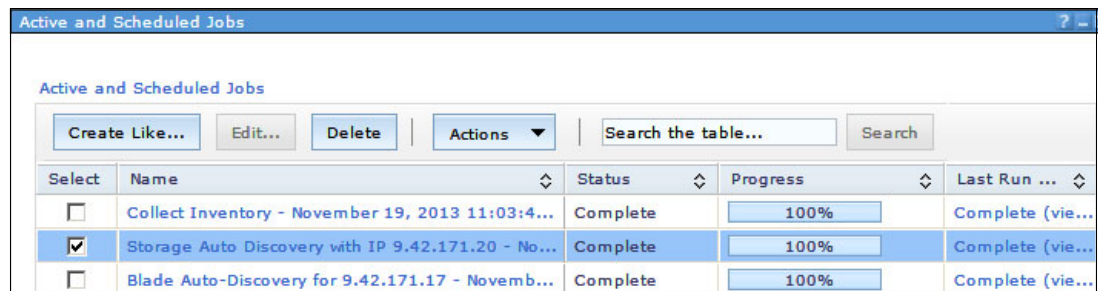 Active and Scheduled Jobs ? –
Active and Scheduled Jobs
Create Like... Edit... Delete Actions Search the table... Search
Select Name Status Progress Last Run ...
Collect Inventory - November 19, 2013 11:03:4... Complete 100% Complete (vie...
Storage Auto Discovery with IP 9.42.171.20 - No... Complete 100% Complete (vie...
Blade Auto-Discovery for 9.42.171.17 - Novemb... Complete 100% Complete (vie...